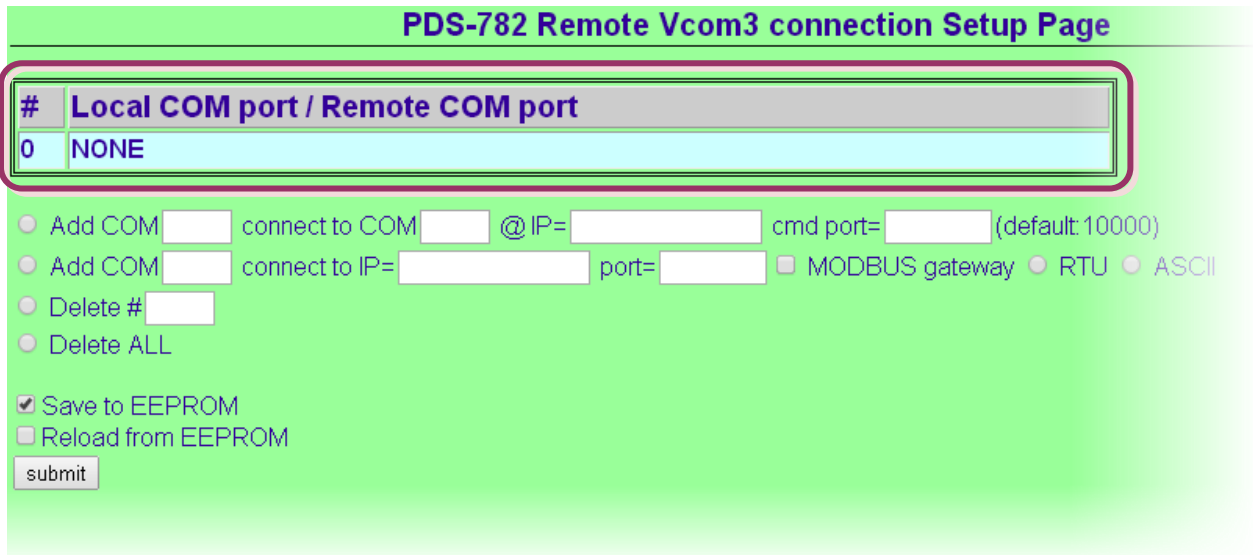 PDS-782 Remote Vcom3 connection Setup Page
# Local COM port / Remote COM port
0 NONE
Add COM connect to COM @ IP= cmd port= (default:10000)
Add COM connect to IP= port= MODBUS gateway RTU ASCII
Delete #
Delete ALL
Save to EEPROM
Reload from EEPROM
submit